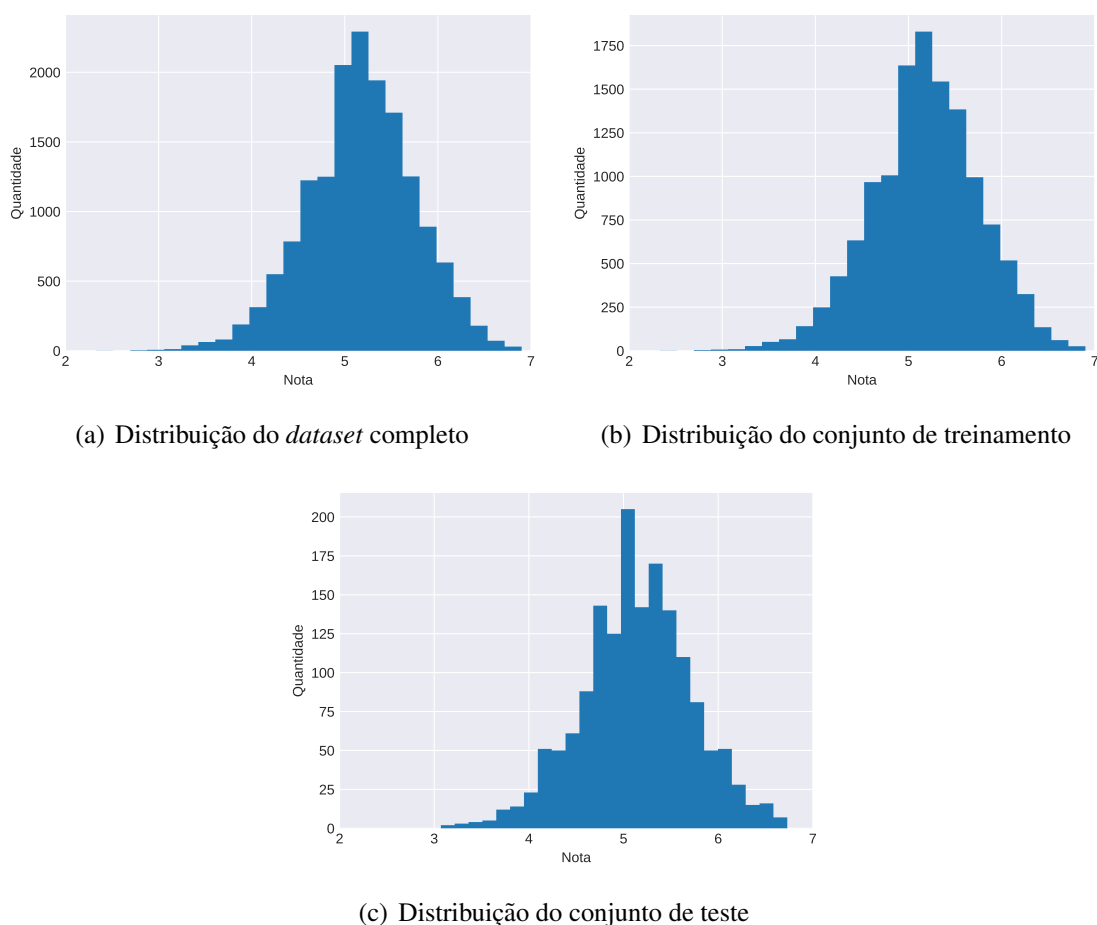 2000
1500
1000
500
0
Quantidade
2 3 4 5 6 7
Nota
(a) Distribuição do dataset completo
1750
1500
1250
1000
750
500
250
0
Quantidade
2 3 4 5 6 7
Nota
(b) Distribuição do conjunto de treinamento
200
175
150
125
100
75
50
25
0
Quantidade
2 3 4 5 6 7
Nota
(c) Distribuição do conjunto de teste